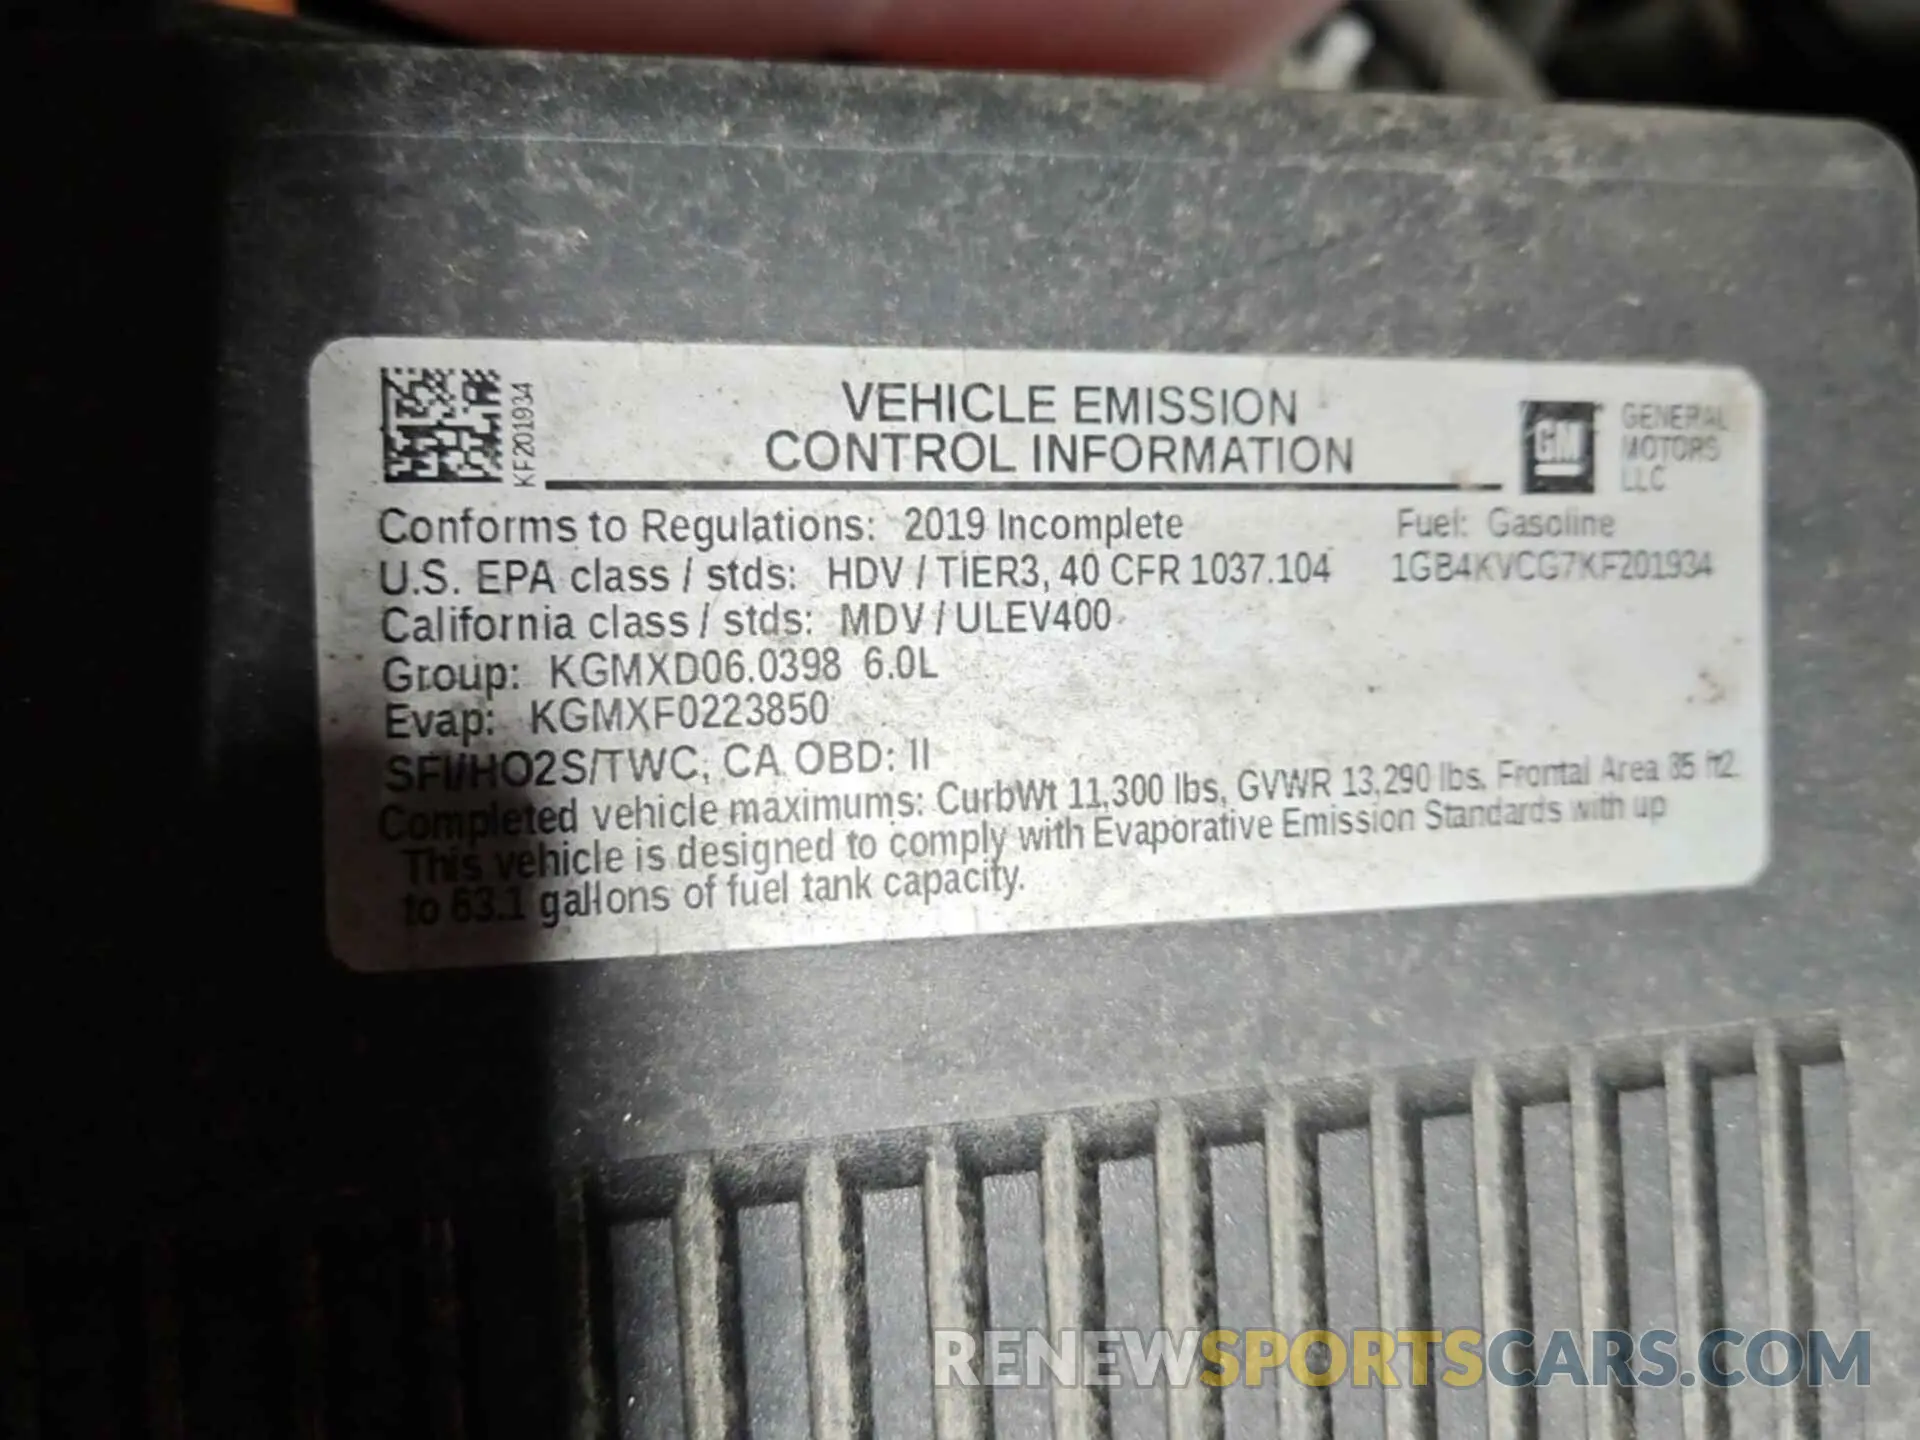 KF201934
VEHICLE EMISSION
CONTROL INFORMATION
GM
GENERAL
MOTORS
LLC
Conforms to Regulations: 2019 Incomplete Fuel: Gasoline
U.S. EPA class / stds: HDV / TIER3, 40 CFR 1037.104 1GB4KVCG7KF201934
California class / stds: MDV / ULEV400
Group: KGMXD06.0398 6.0L
Evap: KGMXF0223850
SFI/HO2S/TWC, CA OBD: II
Completed vehicle maximums: CurbWt 11,300 lbs, GVWR 13,290 lbs, Frontal Area 85 ft2.
This vehicle is designed to comply with Evaporative Emission Standards with up
to 63.1 gallons of fuel tank capacity.
RENEWSPORTSCARS.COM